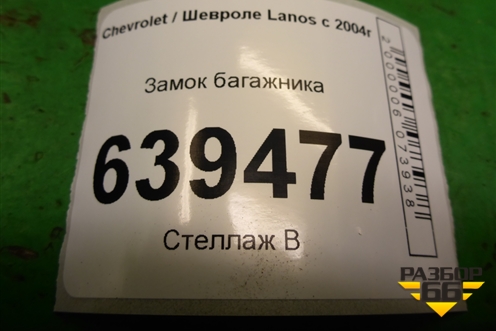 Chevrolet / Шевроле Lanos с 2004г
Замок багажника
639477
Стеллаж В
2000006073938
РАЗБОР
66